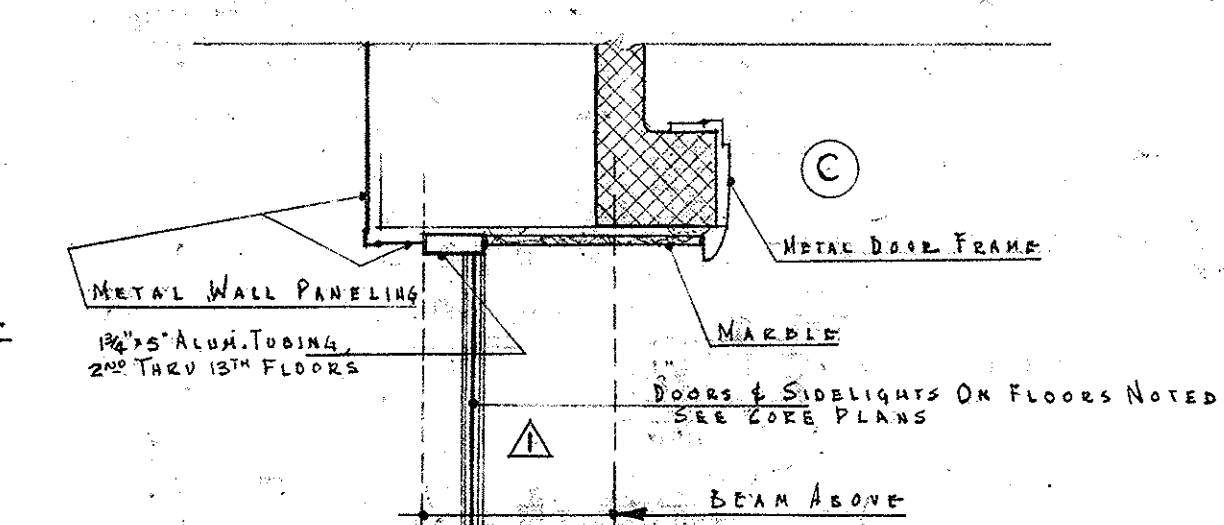 C
METAL DOOR FRAME
METAL WALL PANELING
MARBLE
1¾"x5" ALUM. TUBING,
2ND THRU 13TH FLOORS
DOORS & SIDELIGHTS ON FLOORS NOTED
SEE CORE PLANS
1
BEAM ABOVE